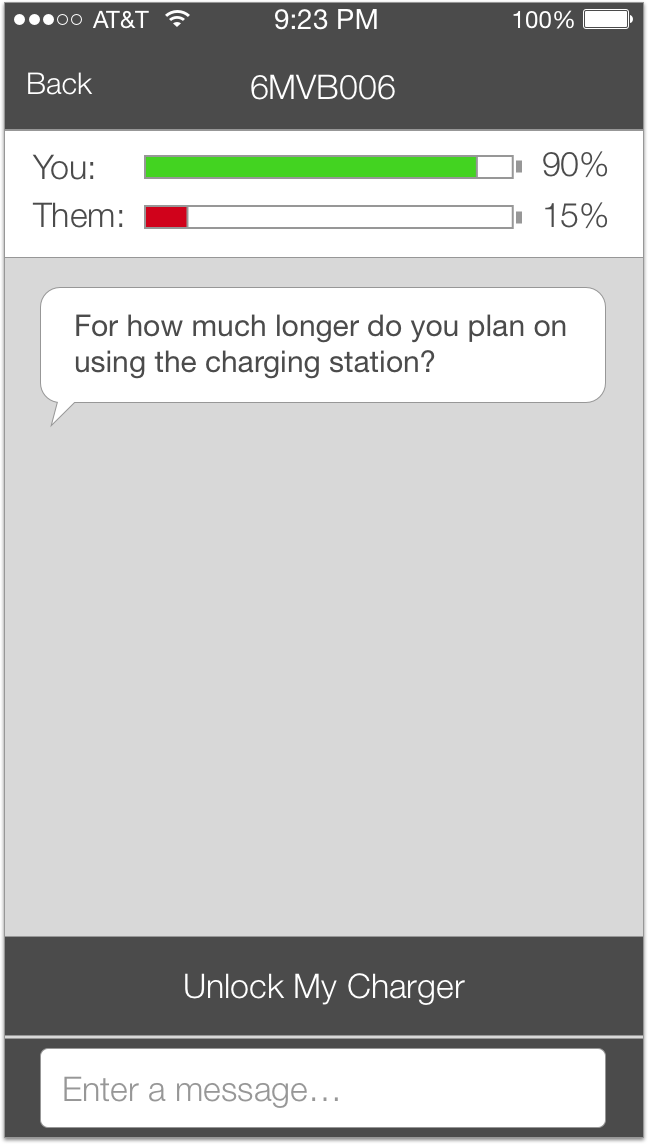 AT&T 9:23 PM 100%
Back 6MVB006
You: 90%
Them: 15%
For how much longer do you plan on
using the charging station?
Unlock My Charger
Enter a message…